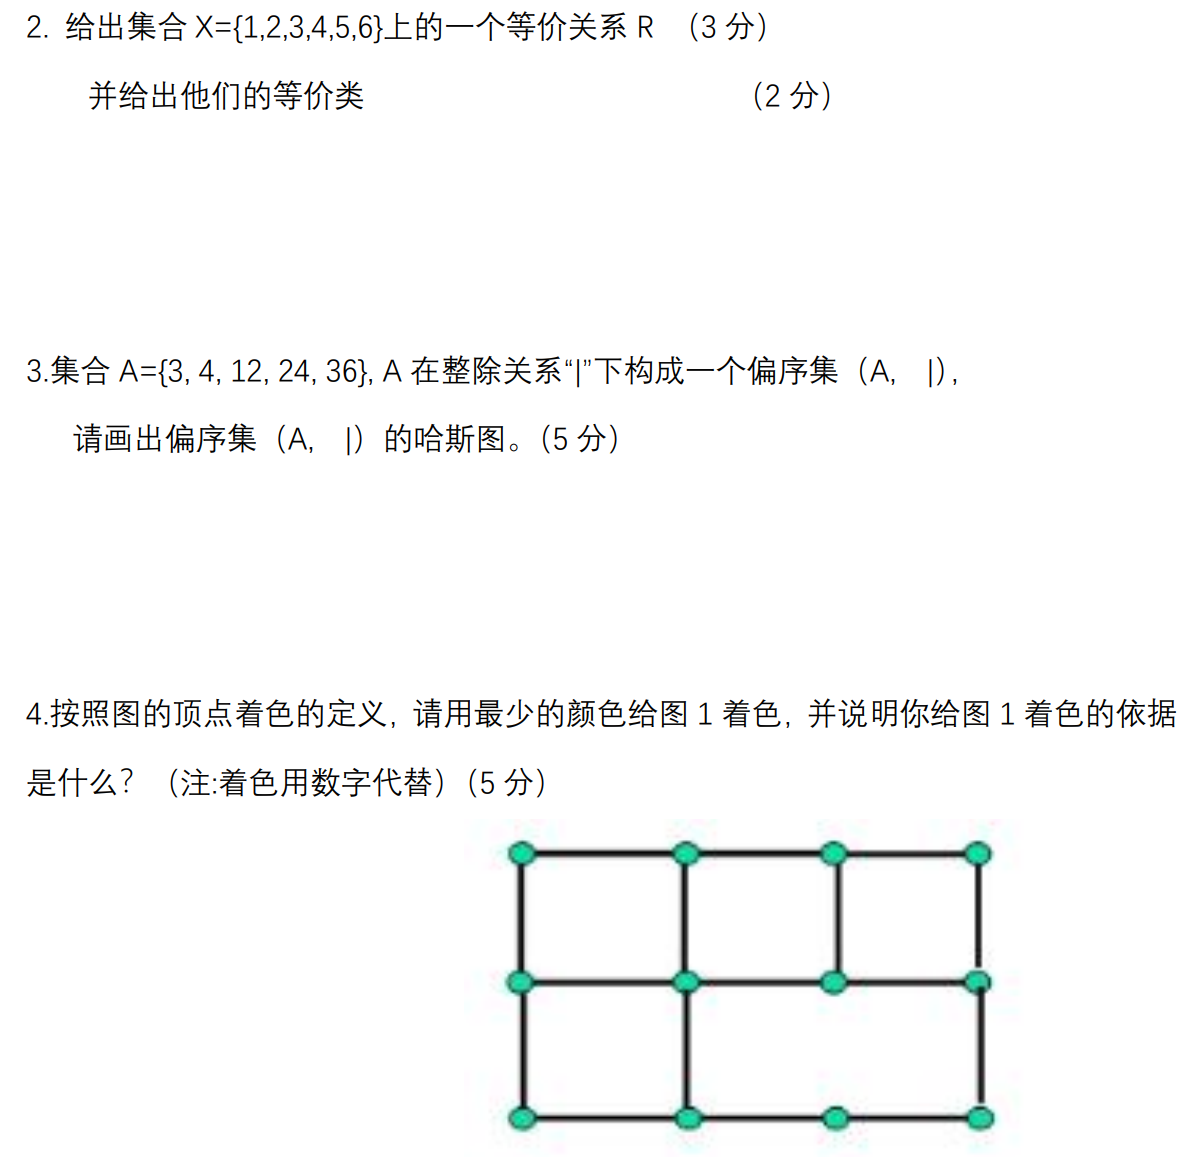 2. 给出集合 X={1,2,3,4,5,6}上的一个等价关系 R （3 分）
并给出他们的等价类 （2 分）
3.集合 A={3, 4, 12, 24, 36}, A 在整除关系“|”下构成一个偏序集（A, |），
请画出偏序集（A, |）的哈斯图。（5 分）
4.按照图的顶点着色的定义，请用最少的颜色给图 1 着色，并说明你给图 1 着色的依据
是什么？（注:着色用数字代替）（5 分）